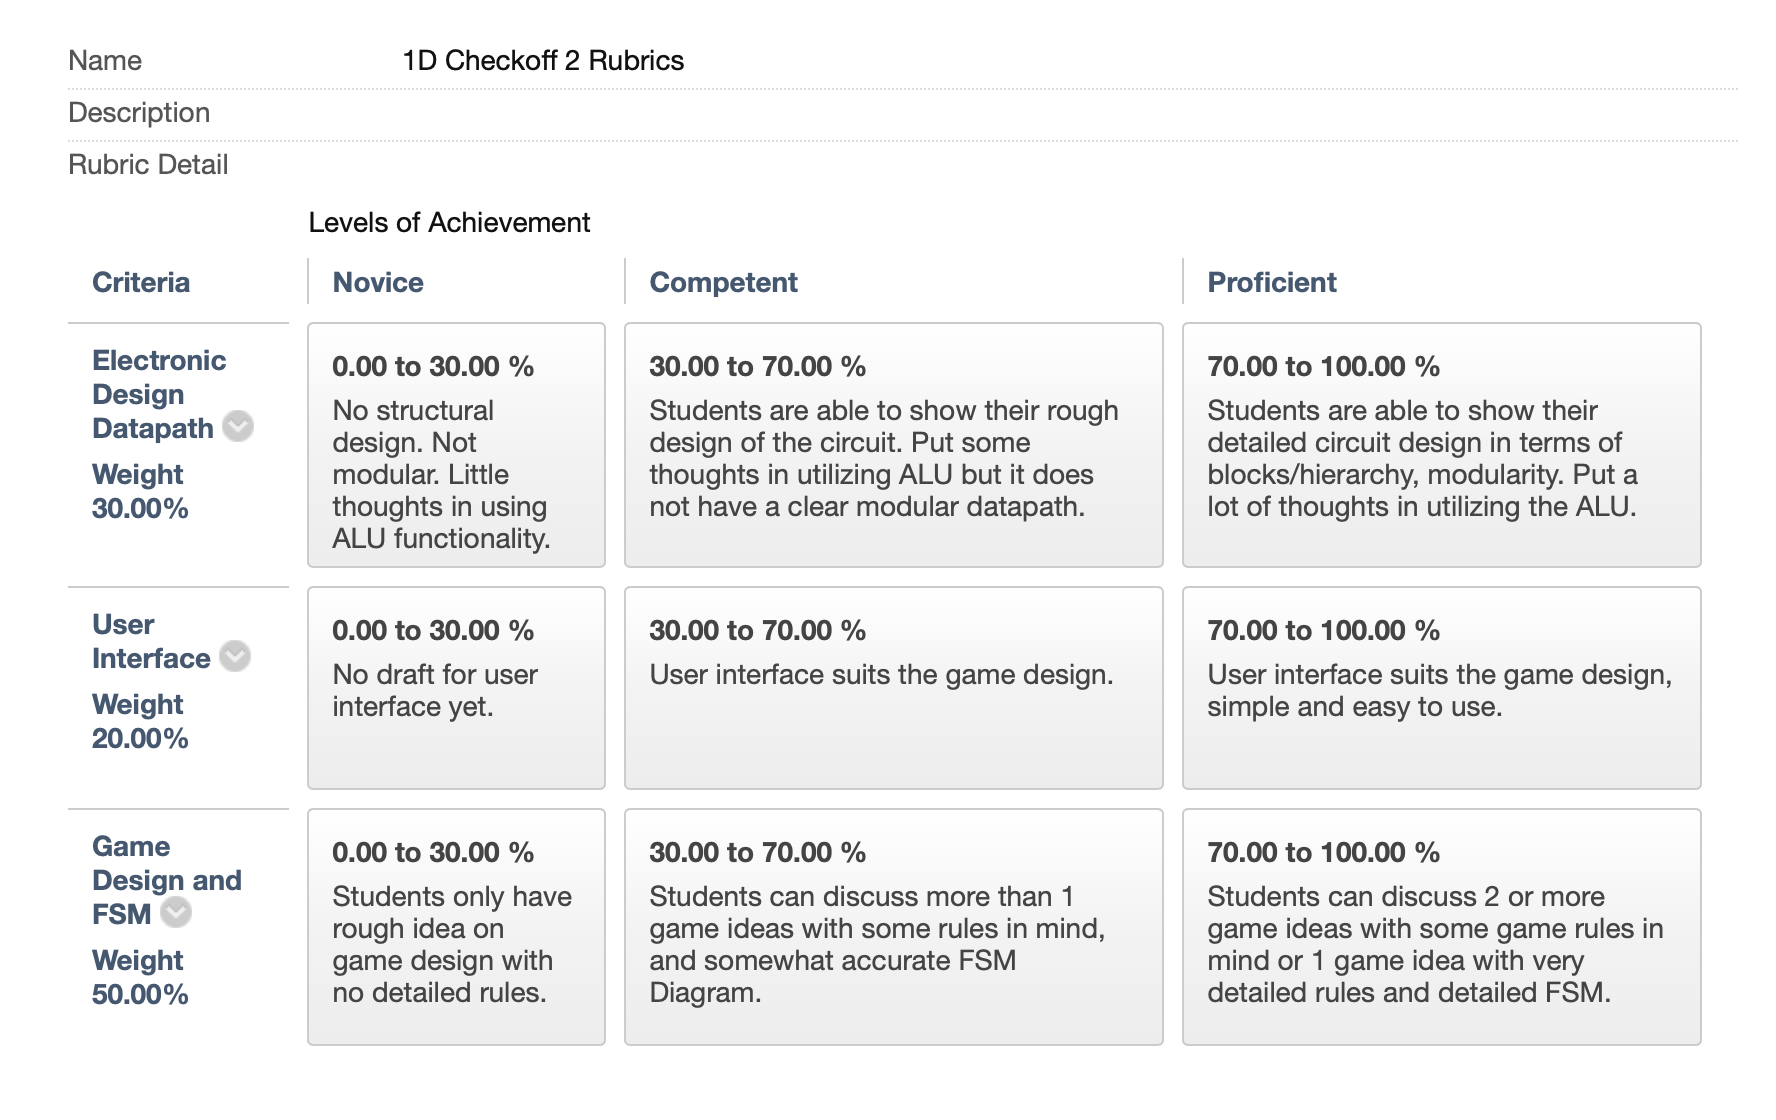 Name 1D Checkoff 2 Rubrics
Description
Rubric Detail
Levels of Achievement
Criteria Novice Competent Proficient
Electronic
Design
Datapath
Weight
30.00%
0.00 to 30.00 %
No structural
design. Not
modular. Little
thoughts in using
ALU functionality.
30.00 to 70.00 %
Students are able to show their rough
design of the circuit. Put some
thoughts in utilizing ALU but it does
not have a clear modular datapath.
70.00 to 100.00 %
Students are able to show their
detailed circuit design in terms of
blocks/hierarchy, modularity. Put a
lot of thoughts in utilizing the ALU.
User
Interface
Weight
20.00%
0.00 to 30.00 %
No draft for user
interface yet.
30.00 to 70.00 %
User interface suits the game design.
70.00 to 100.00 %
User interface suits the game design,
simple and easy to use.
Game
Design and
FSM
Weight
50.00%
0.00 to 30.00 %
Students only have
rough idea on
game design with
no detailed rules.
30.00 to 70.00 %
Students can discuss more than 1
game ideas with some rules in mind,
and somewhat accurate FSM
Diagram.
70.00 to 100.00 %
Students can discuss 2 or more
game ideas with some game rules in
mind or 1 game idea with very
detailed rules and detailed FSM.